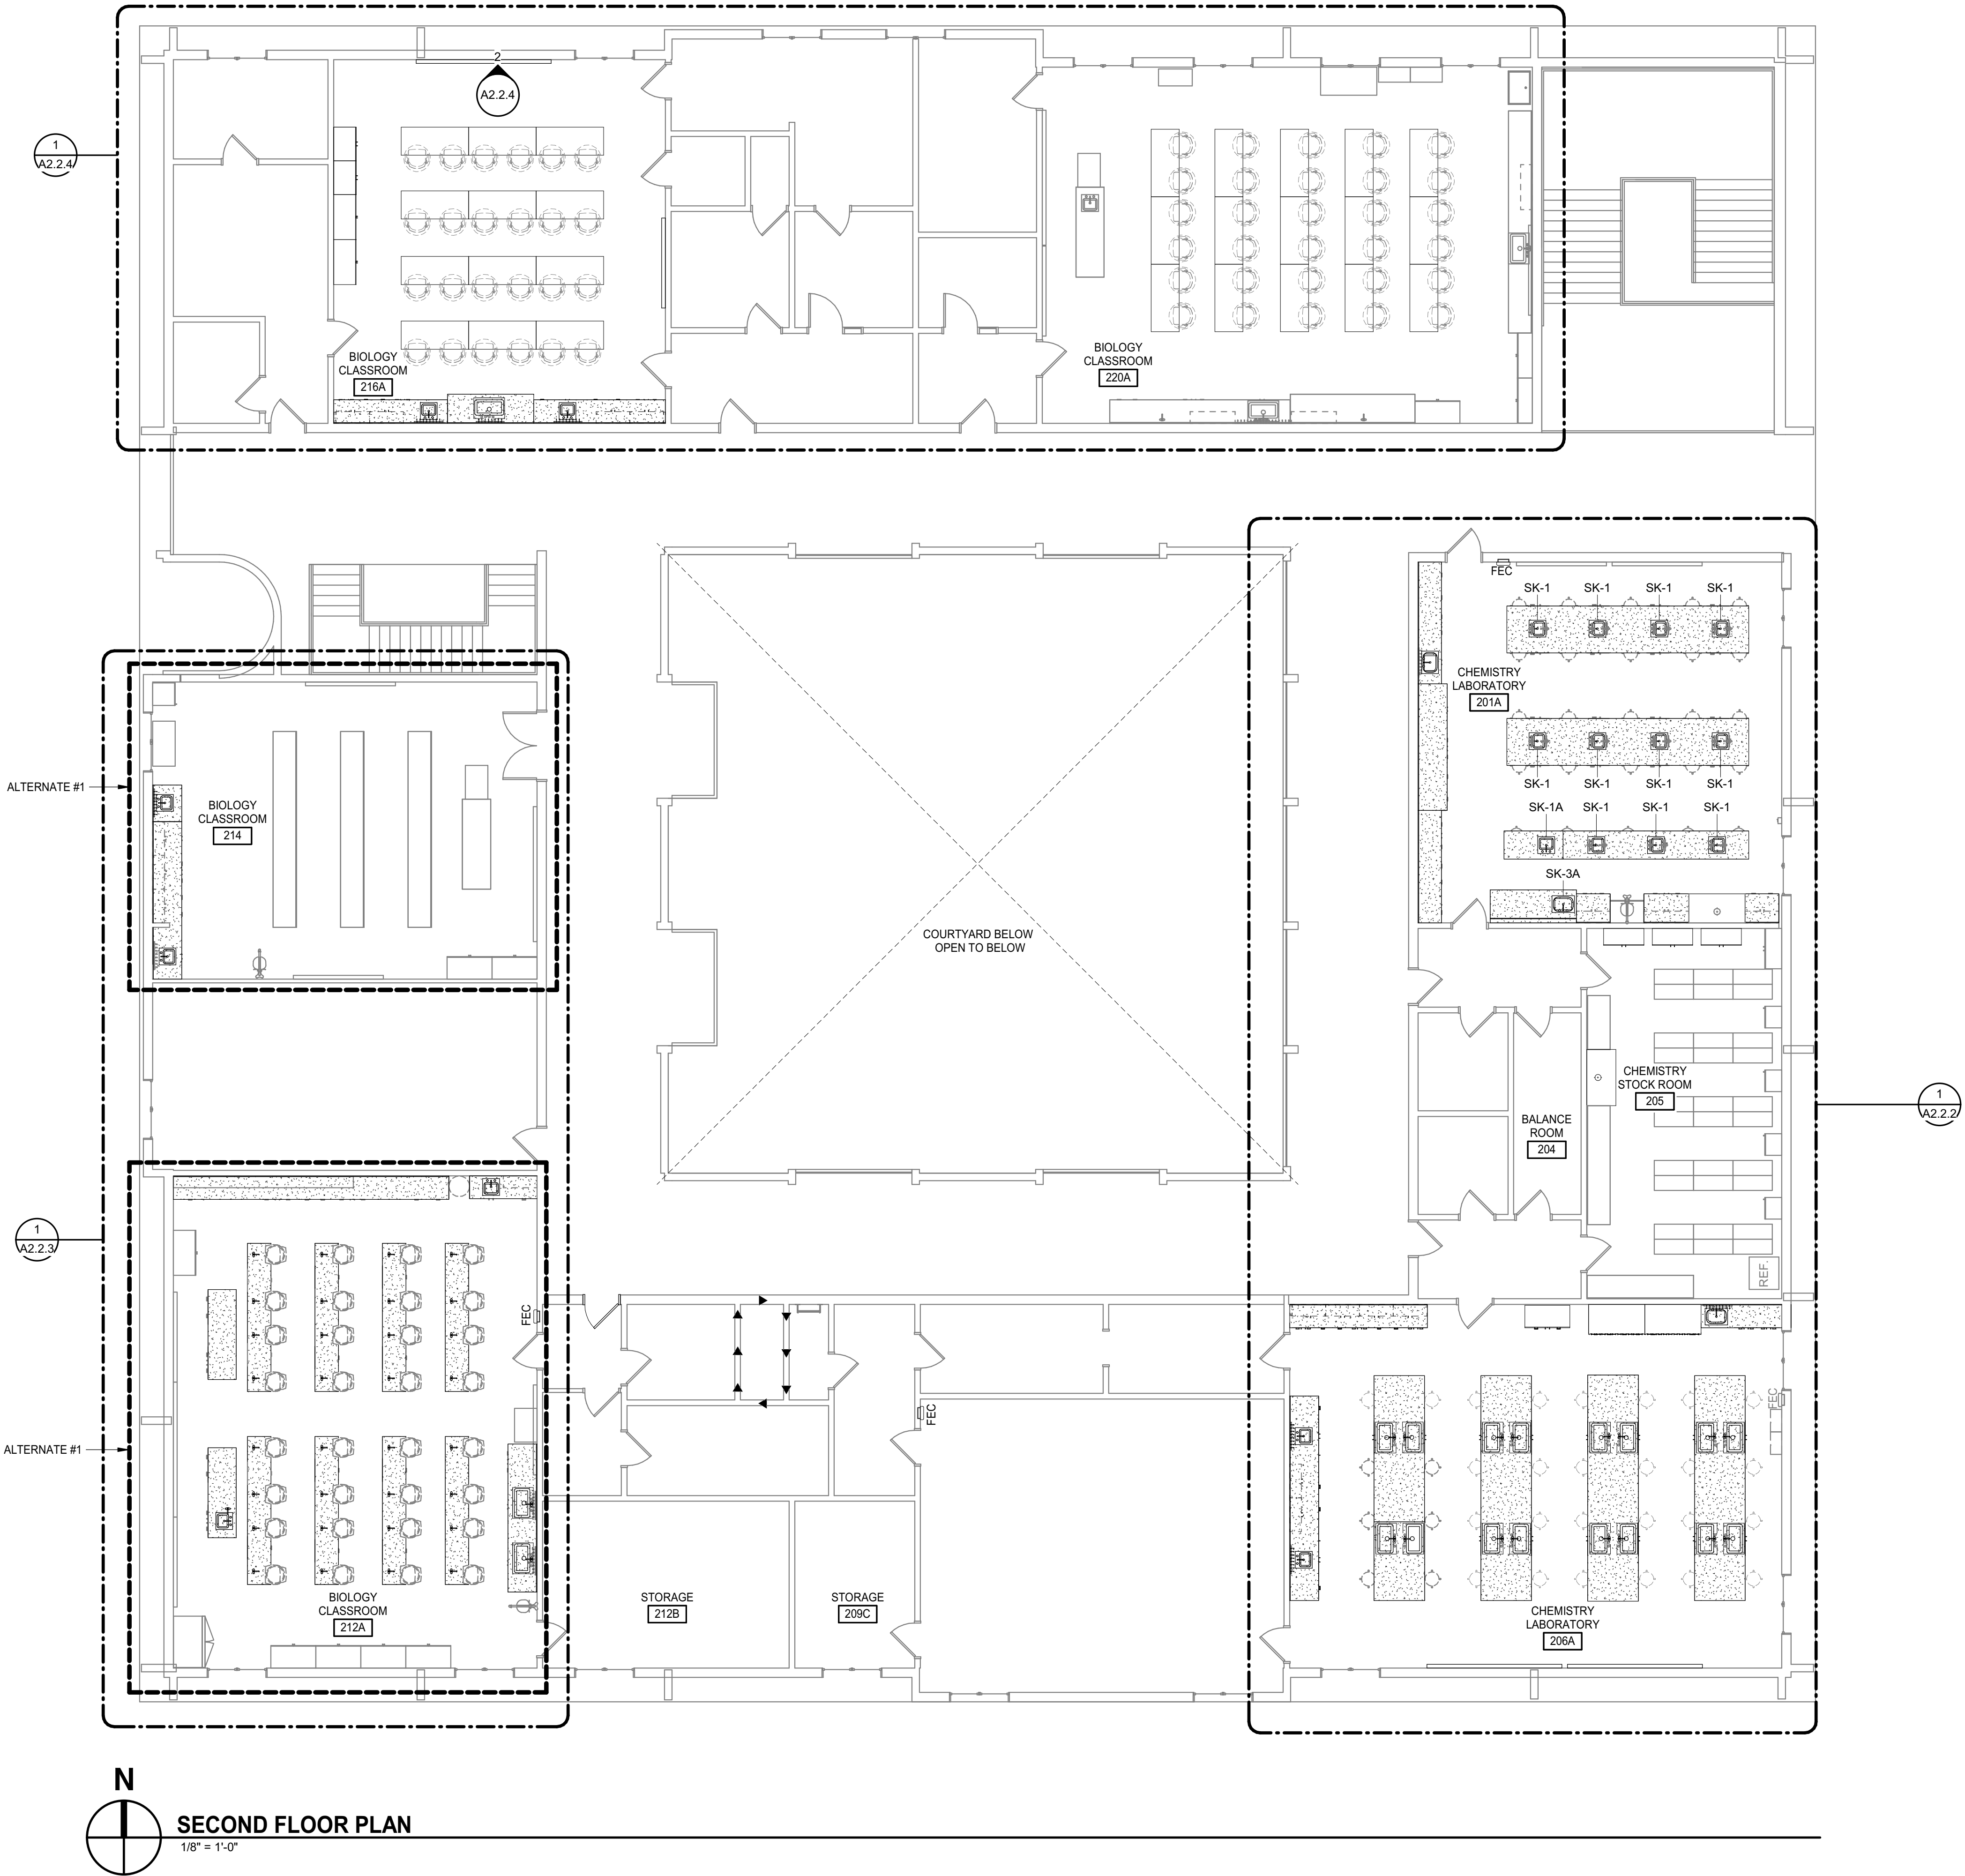 2
A2.2.4
1
A2.2.4
BIOLOGY
CLASSROOM
216A
BIOLOGY
CLASSROOM
220A
FEC
SK-1 SK-1 SK-1 SK-1
CHEMISTRY
LABORATORY
201A
SK-1 SK-1 SK-1 SK-1
SK-1A SK-1 SK-1 SK-1
SK-3A
ALTERNATE #1
BIOLOGY
CLASSROOM
214
COURTYARD BELOW
OPEN TO BELOW
CHEMISTRY
STOCK ROOM
205
BALANCE
ROOM
204
1
A2.2.2
1
A2.2.3
REF.
FEC
FEC
FEC
ALTERNATE #1
BIOLOGY
CLASSROOM
212A
STORAGE
212B
STORAGE
209C
CHEMISTRY
LABORATORY
206A
N
SECOND FLOOR PLAN
1/8" = 1'-0"